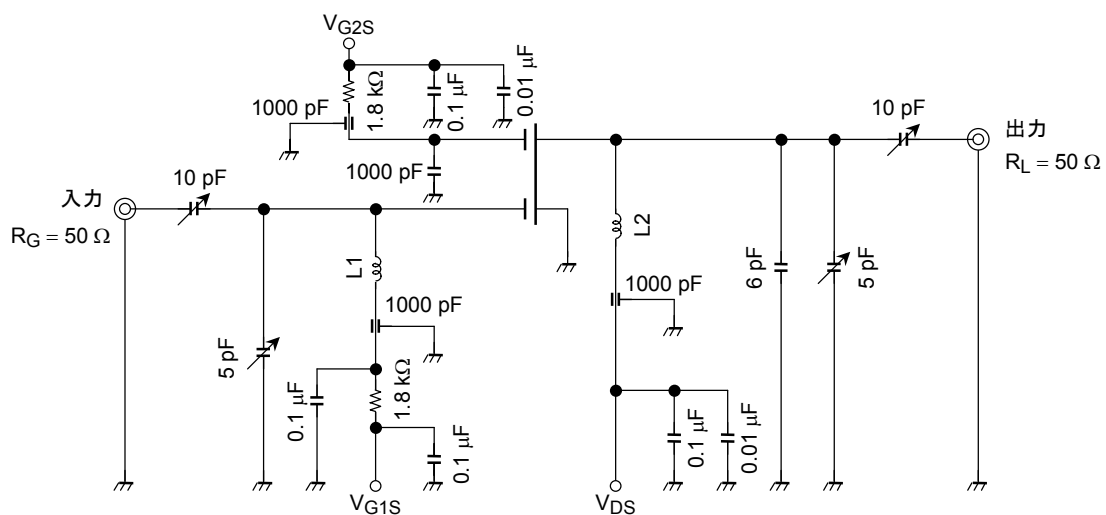 VG2S
1.8 kΩ
0.1 μF
0.01 μF
1000 pF
1000 pF
10 pF
出力
RL = 50 Ω
入力
RG = 50 Ω
10 pF
L1
L2
1000 pF
1000 pF
6 pF
5 pF
5 pF
0.1 μF
1.8 kΩ
0.1 μF
0.1 μF
0.01 μF
VG1S
VDS